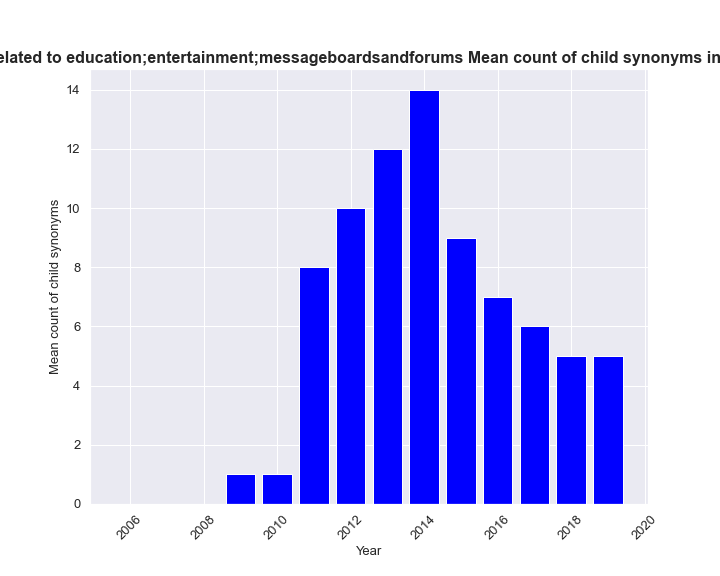 elated to education;entertainment;messageboardsandforums Mean count of child synonyms in
14
12
10
8
6
4
2
0
Mean count of child synonyms
2006 2008 2010 2012 2014 2016 2018 2020
Year